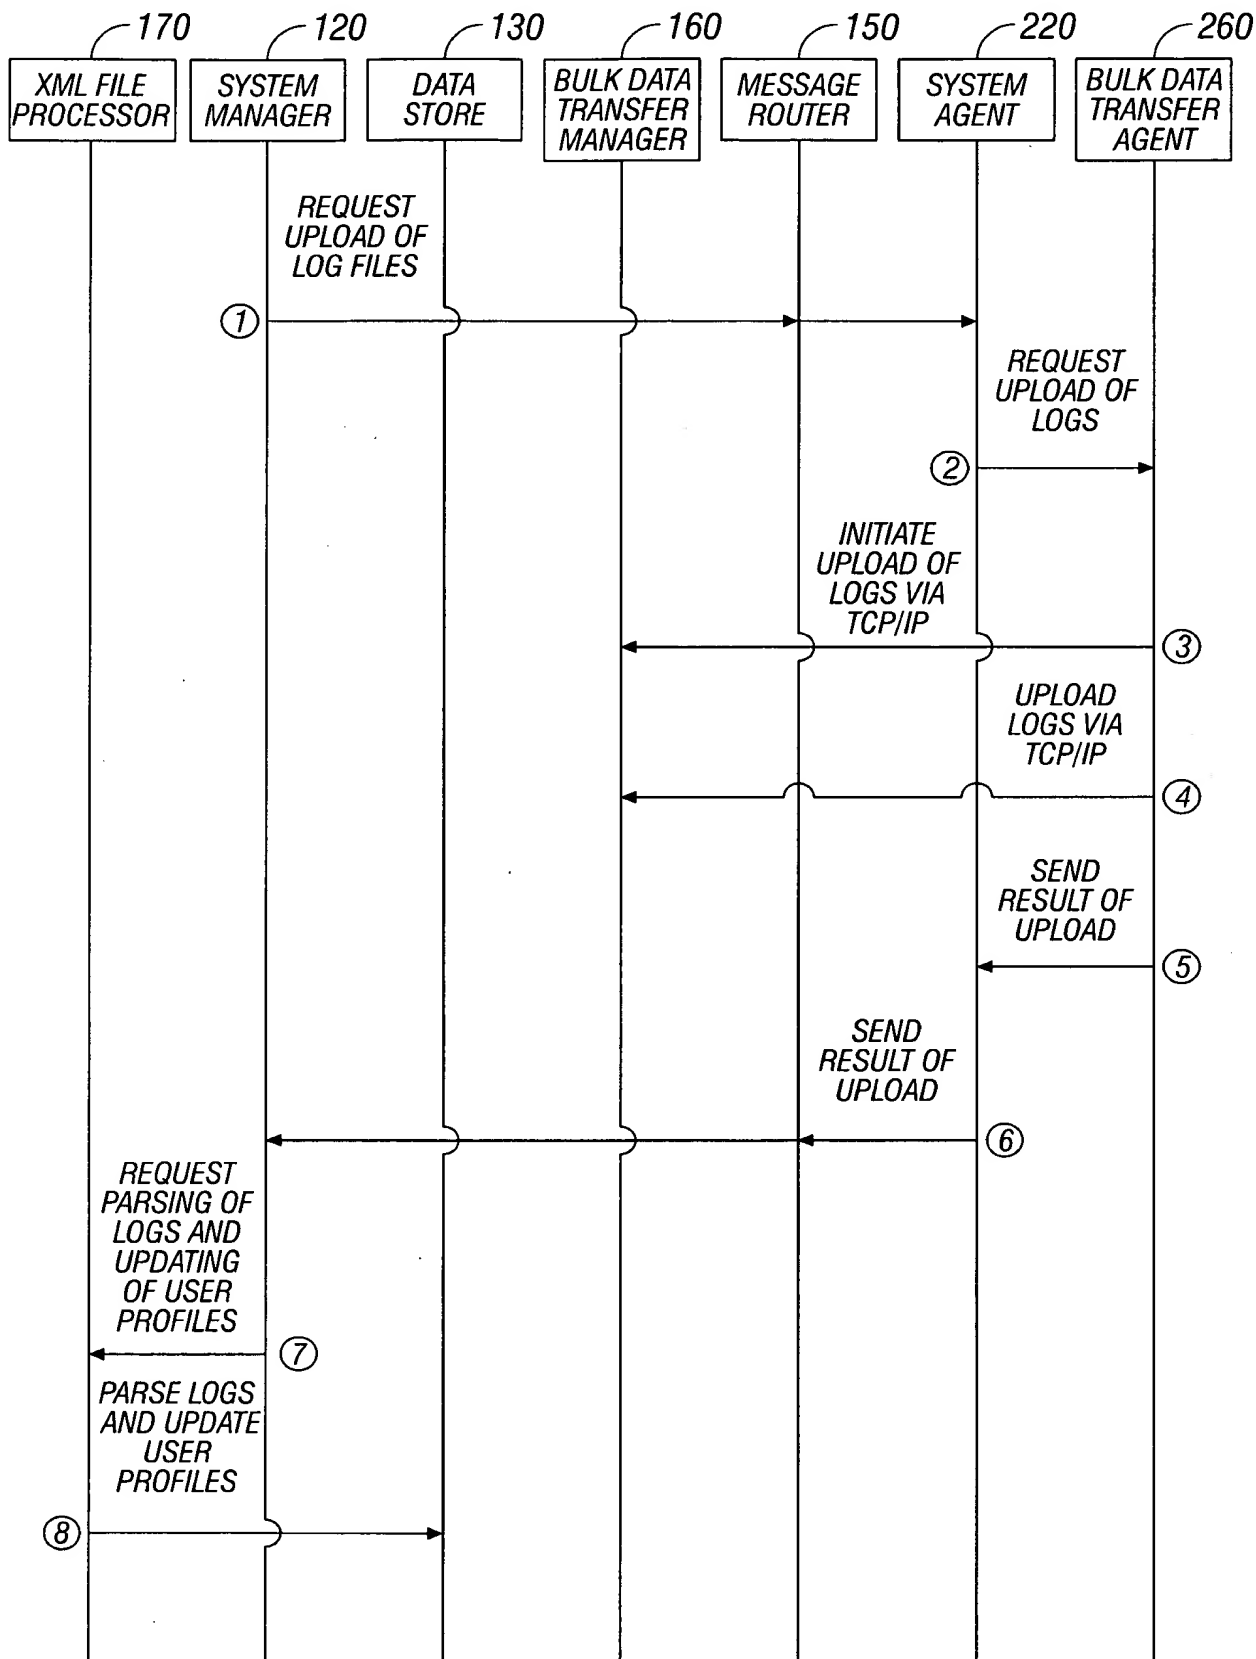 170 120 130 160 150 220 260
XML FILE
PROCESSOR
SYSTEM
MANAGER
DATA
STORE
BULK DATA
TRANSFER
MANAGER
MESSAGE
ROUTER
SYSTEM
AGENT
BULK DATA
TRANSFER
AGENT
REQUEST
UPLOAD OF
LOG FILES
1
REQUEST
UPLOAD OF
LOGS
2
INITIATE
UPLOAD OF
LOGS VIA
TCP/IP
3
UPLOAD
LOGS VIA
TCP/IP
4
SEND
RESULT OF
UPLOAD
5
SEND
RESULT OF
UPLOAD
6
REQUEST
PARSING OF
LOGS AND
UPDATING
OF USER
PROFILES
7
PARSE LOGS
AND UPDATE
USER
PROFILES
8